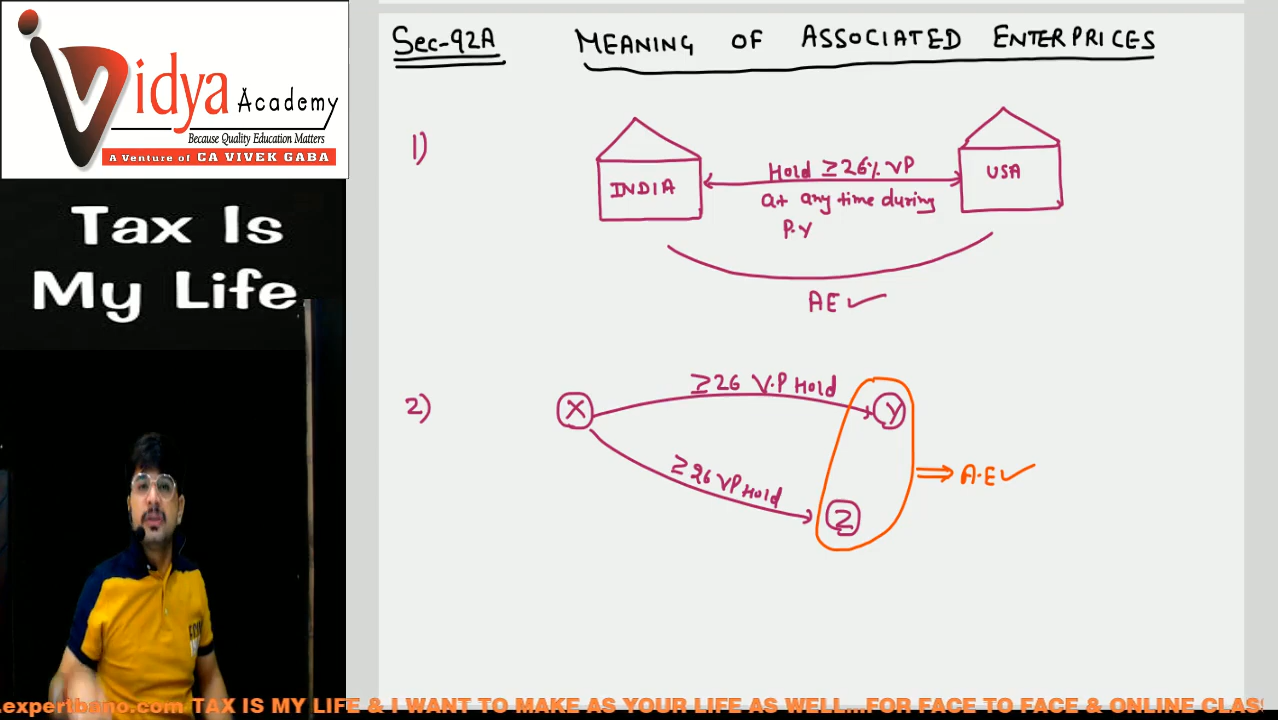 Vidya
Academy
Because Quality Education Matters
A Venture of CA VIVEK GABA
Tax Is
My Life
Sec-92A MEANING OF ASSOCIATED ENTERPRICES
1)
INDIA
Hold ≥26% VP
at any time during
P.Y
USA
AE ✓
2)
X
≥26 V.P Hold
Y
≥26 VP Hold
Z
⇒ A.E ✓
.expertbano.com TAX IS MY LIFE & I WANT TO MAKE AS YOUR LIFE AS WELL....FOR FACE TO FACE & ONLINE CLAS